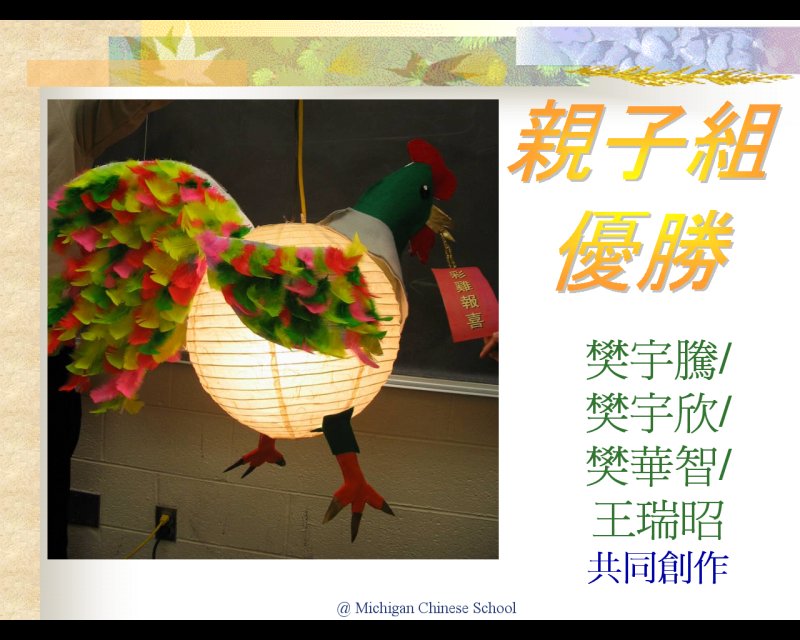 親子組
優勝
彩雞報喜
樊宇騰/
樊宇欣/
樊華智/
王瑞昭
共同創作
@ Michigan Chinese School